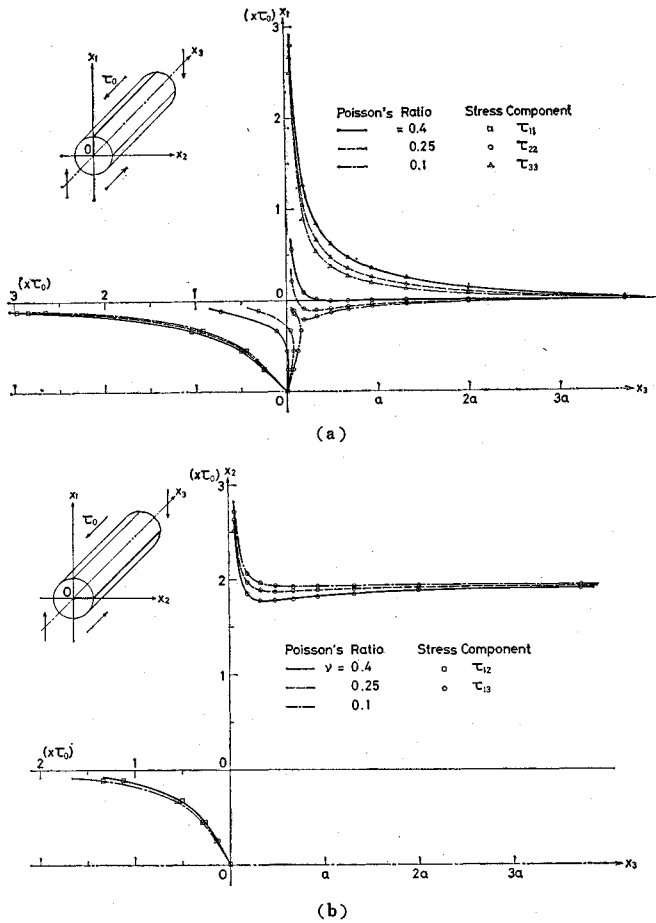 (xτ₀) x₁
3
2
1
0
x₁
x₃
τ₀
0
x₂
Poisson's Ratio Stress Component
= 0.4 τ₁₁
0.25 τ₂₂
0.1 τ₃₃
(xτ₀)
3 2 1
0 a 2a 3a x₃
(a)
(xτ₀) x₂
3
2
1
0
x₁
x₃
τ₀
0
x₂
Poisson's Ratio Stress Component
ν = 0.4 τ₁₂
0.25 τ₁₃
0.1
(xτ₀)
2 1
0 a 2a 3a x₃
(b)